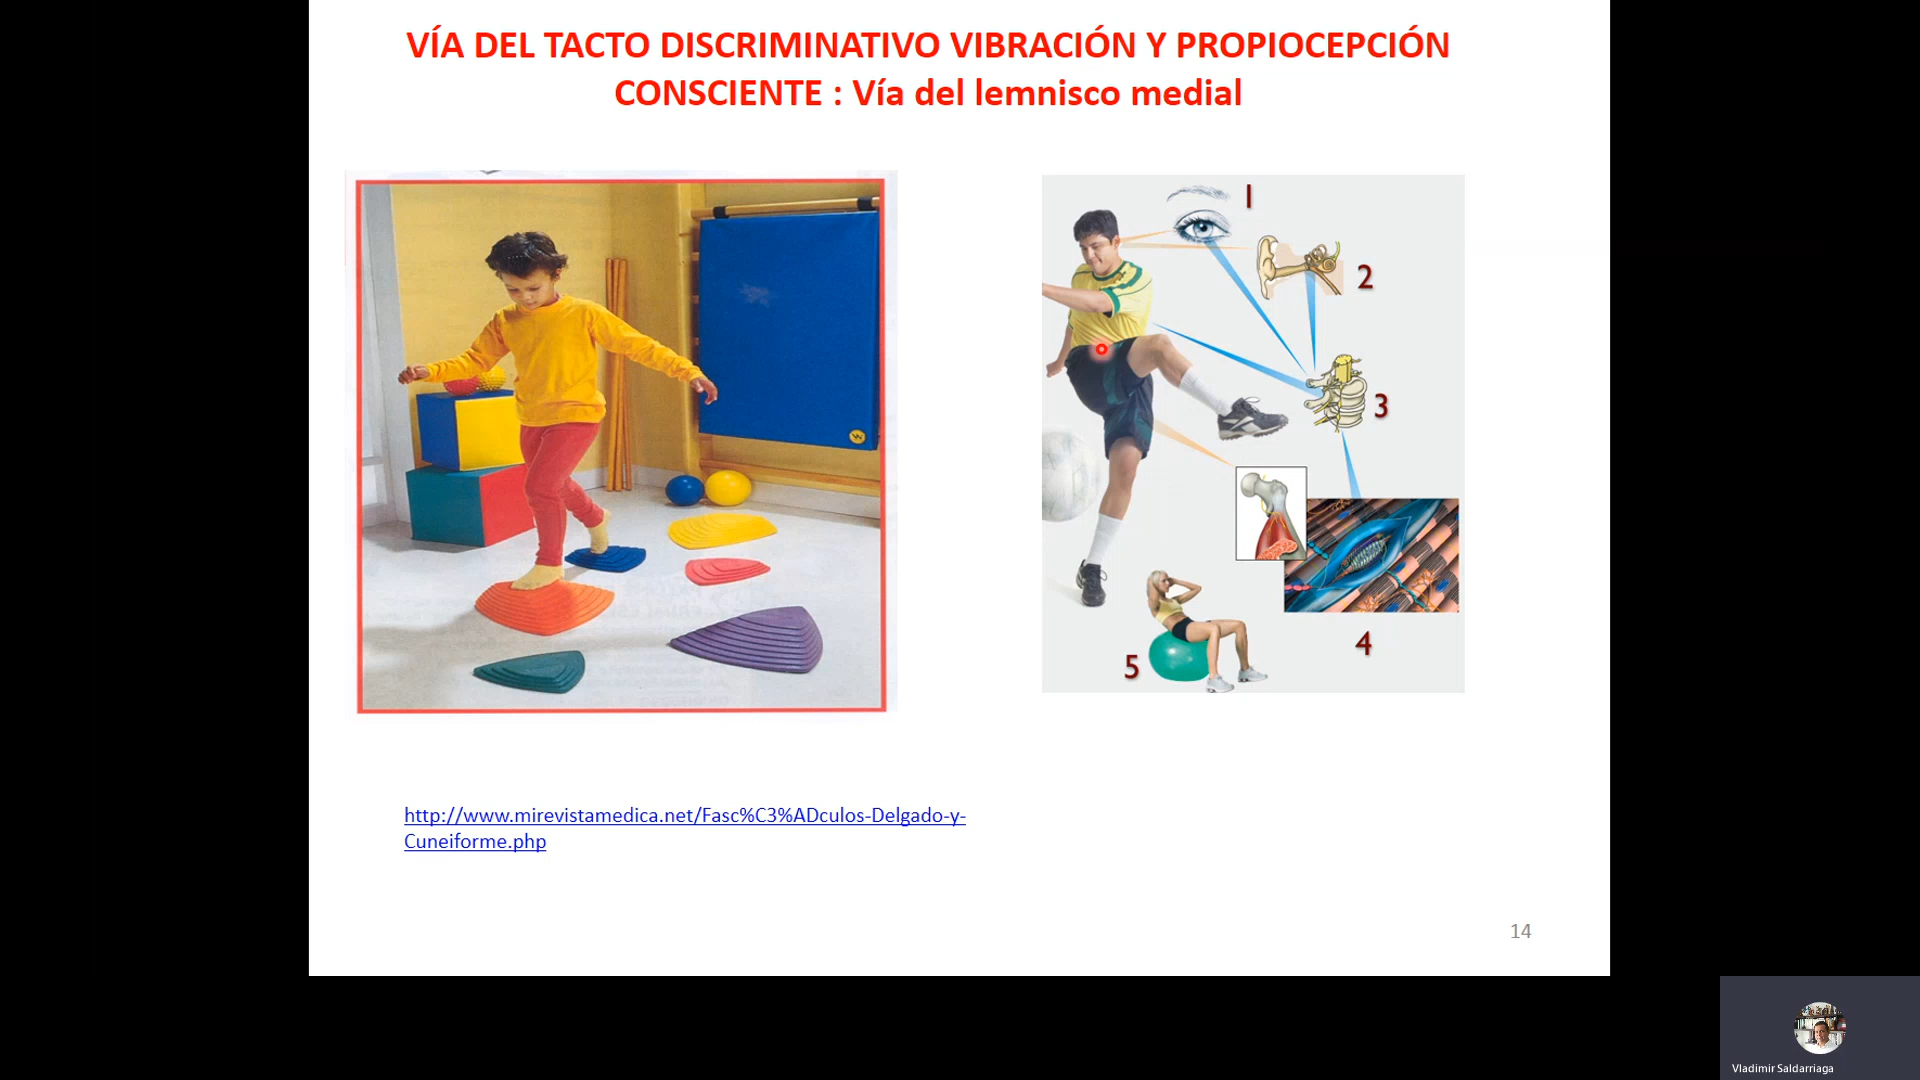 VÍA DEL TACTO DISCRIMINATIVO VIBRACIÓN Y PROPIOCEPCIÓN
CONSCIENTE : Vía del lemnisco medial
1
2
3
4
5
http://www.mirevistamedica.net/Fasc%C3%ADculos-Delgado-y-
Cuneiforme.php
14
Vladimir Saldarriaga